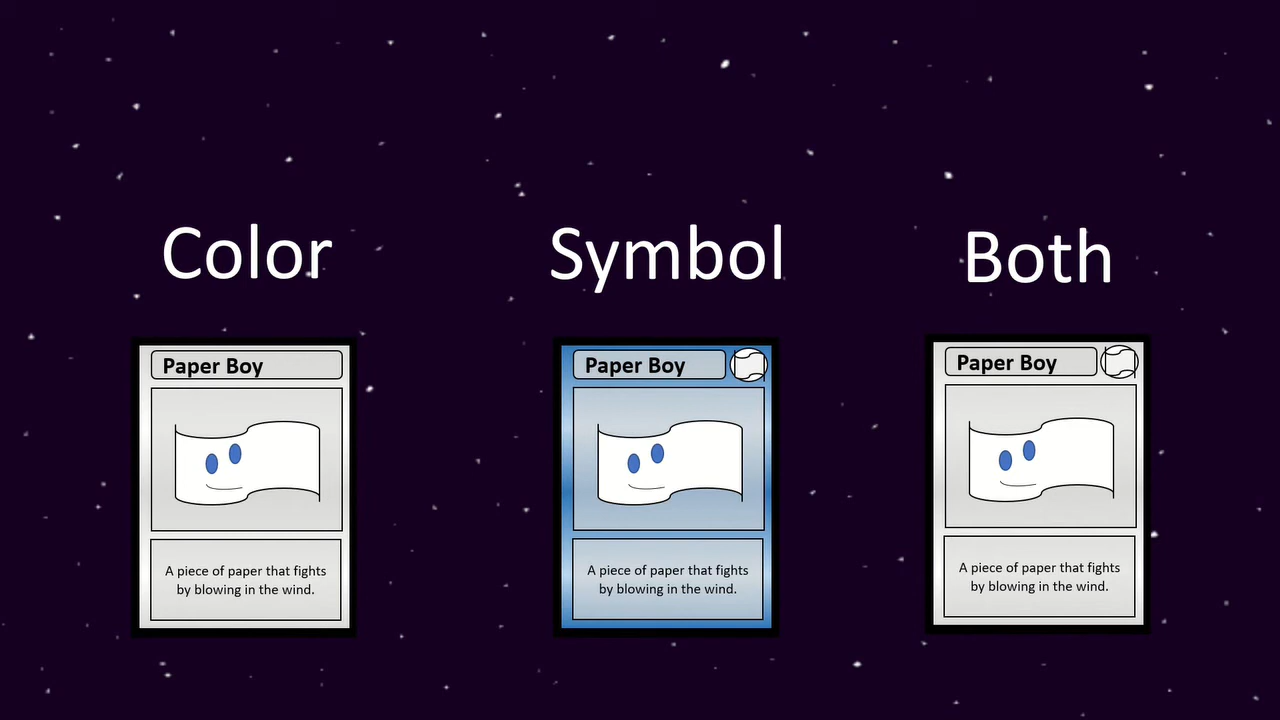 Color
Symbol
Both
Paper Boy
A piece of paper that fights
by blowing in the wind.
Paper Boy
A piece of paper that fights
by blowing in the wind.
Paper Boy
A piece of paper that fights
by blowing in the wind.